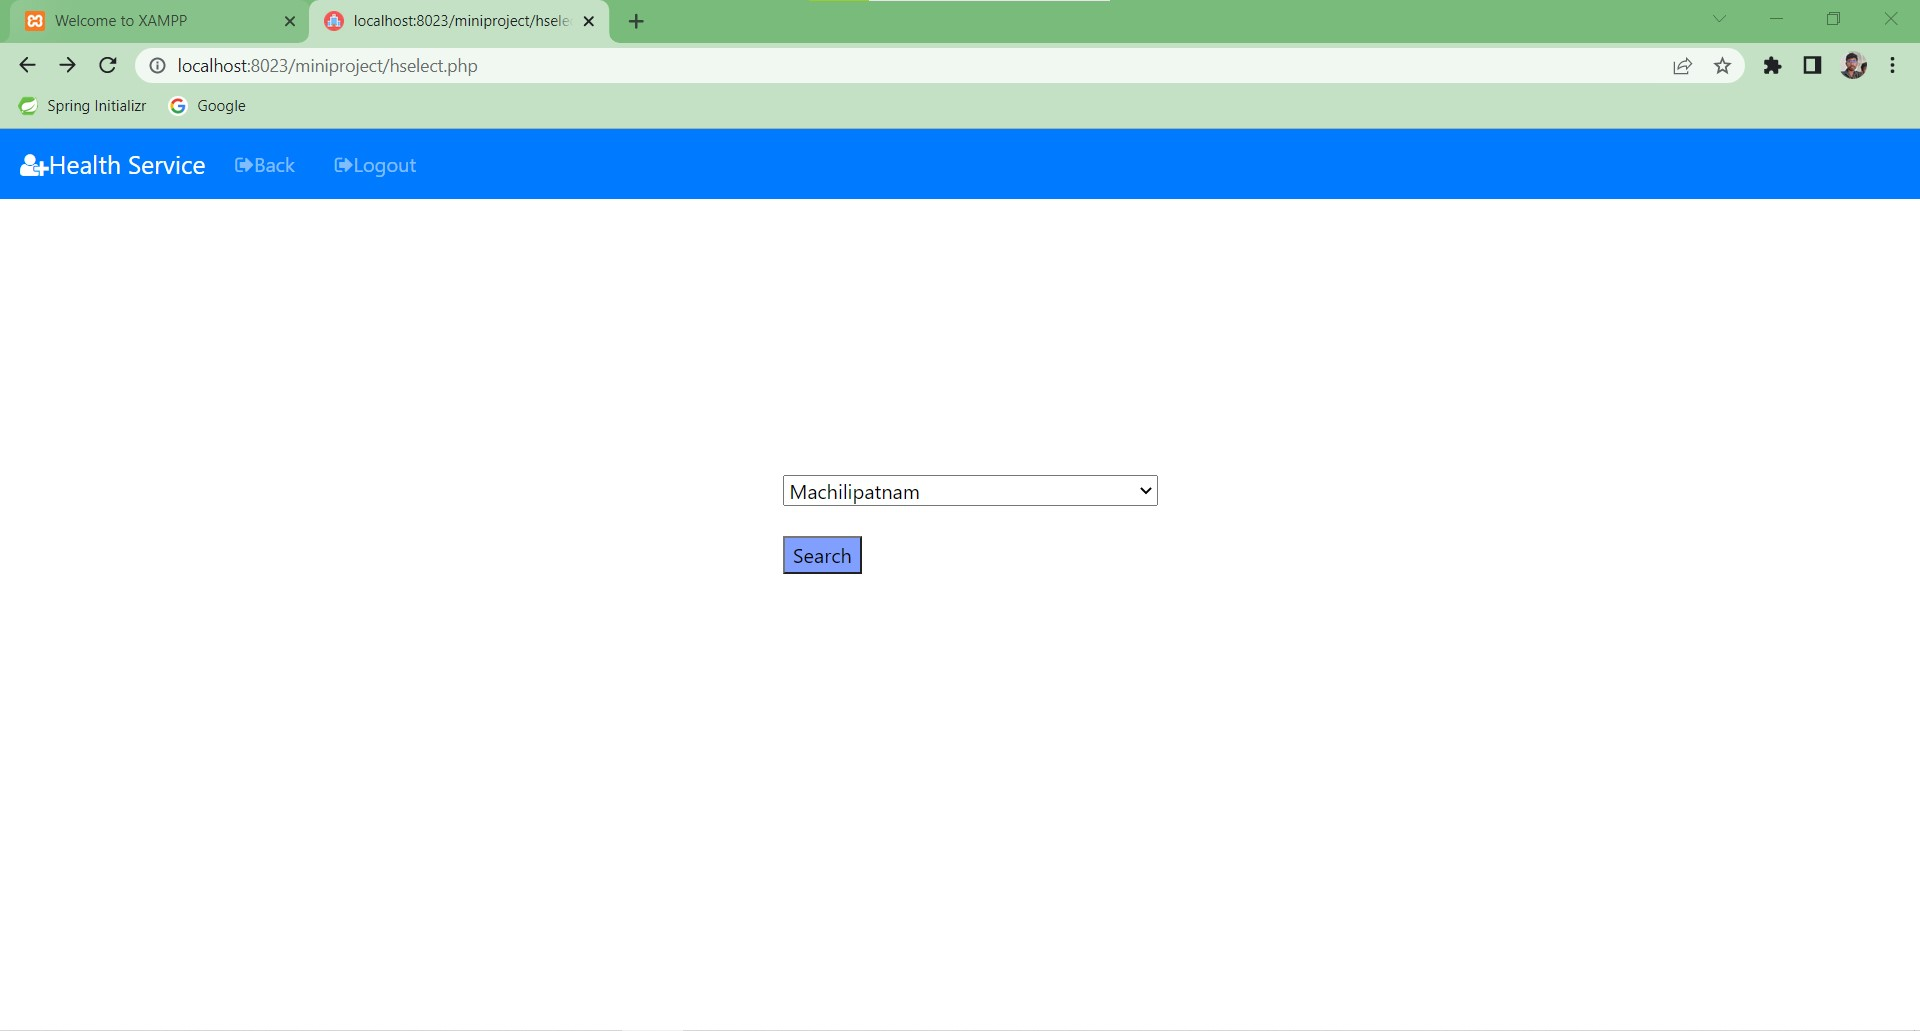 Welcome to XAMPP
localhost:8023/miniproject/hsele
localhost:8023/miniproject/hselect.php
Spring Initializr Google
Health Service Back Logout
Machilipatnam
Search